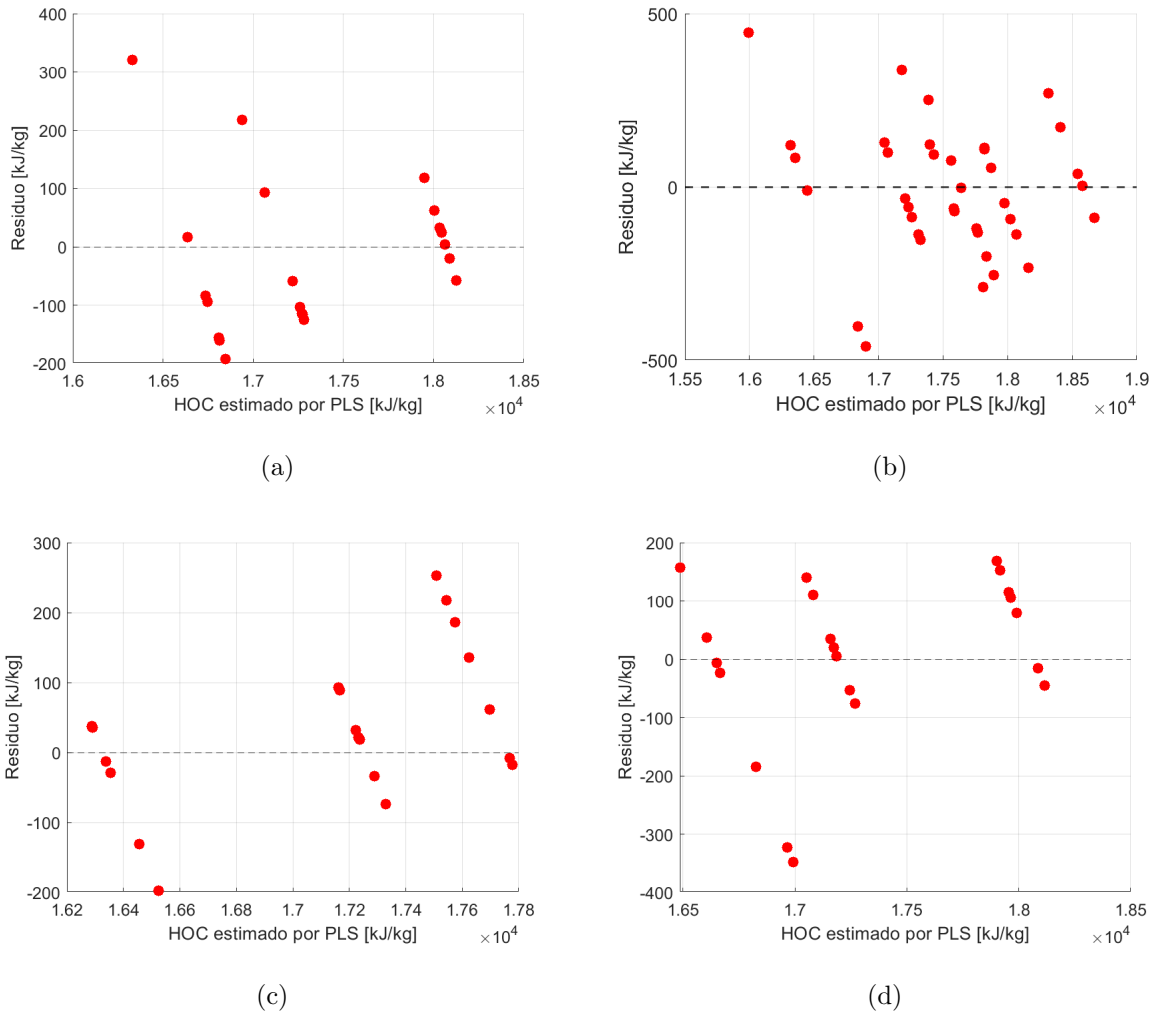 400
300
200
100
0
-100
-200
Residuo [kJ/kg]
1.6 1.65 1.7 1.75 1.8 1.85
HOC estimado por PLS [kJ/kg] ×10^4
(a)
500
0
-500
Residuo [kJ/kg]
1.55 1.6 1.65 1.7 1.75 1.8 1.85 1.9
HOC estimado por PLS [kJ/kg] ×10^4
(b)
300
200
100
0
-100
-200
Residuo [kJ/kg]
1.62 1.64 1.66 1.68 1.7 1.72 1.74 1.76 1.78
HOC estimado por PLS [kJ/kg] ×10^4
(c)
200
100
0
-100
-200
-300
-400
Residuo [kJ/kg]
1.65 1.7 1.75 1.8 1.85
HOC estimado por PLS [kJ/kg] ×10^4
(d)